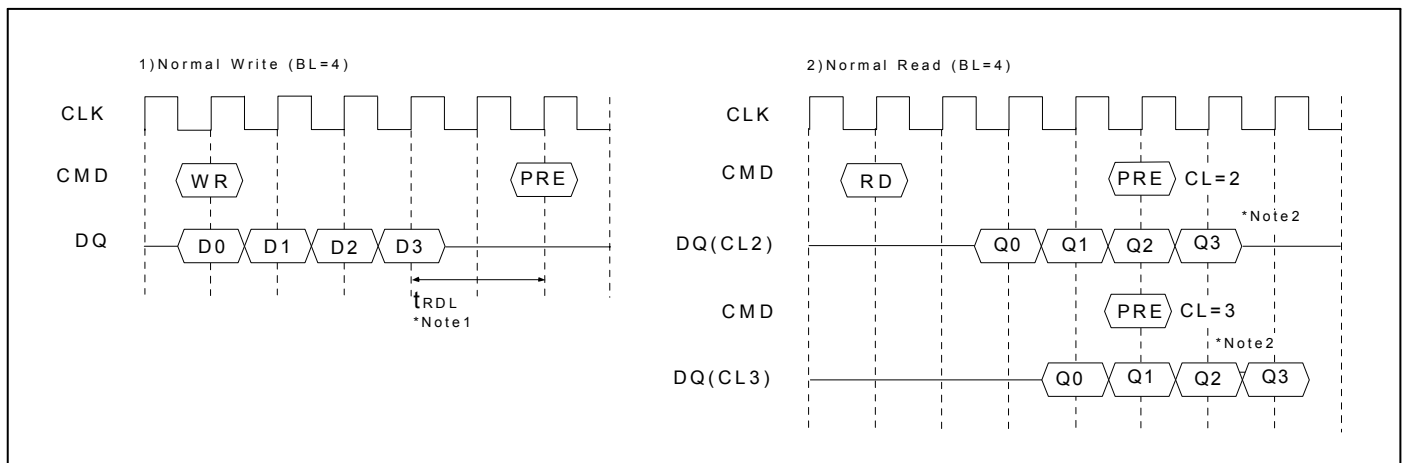 1)Normal Write (BL=4)
CLK
CMD
WR
PRE
DQ
D0
D1
D2
D3
tRDL
*Note1
2)Normal Read (BL=4)
CLK
CMD
RD
PRE
CL=2
*Note2
DQ(CL2)
Q0
Q1
Q2
Q3
CMD
PRE
CL=3
*Note2
DQ(CL3)
Q0
Q1
Q2
Q3